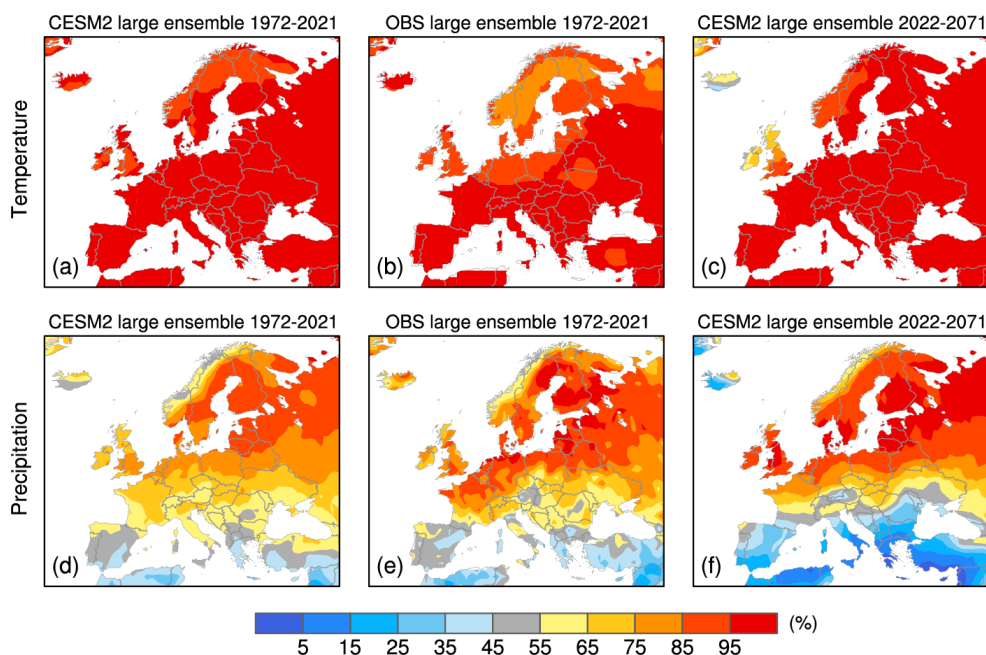 CESM2 large ensemble 1972-2021
OBS large ensemble 1972-2021
CESM2 large ensemble 2022-2071
Temperature
(a)
(b)
(c)
CESM2 large ensemble 1972-2021
OBS large ensemble 1972-2021
CESM2 large ensemble 2022-2071
Precipitation
(d)
(e)
(f)
(%)
5 15 25 35 45 55 65 75 85 95